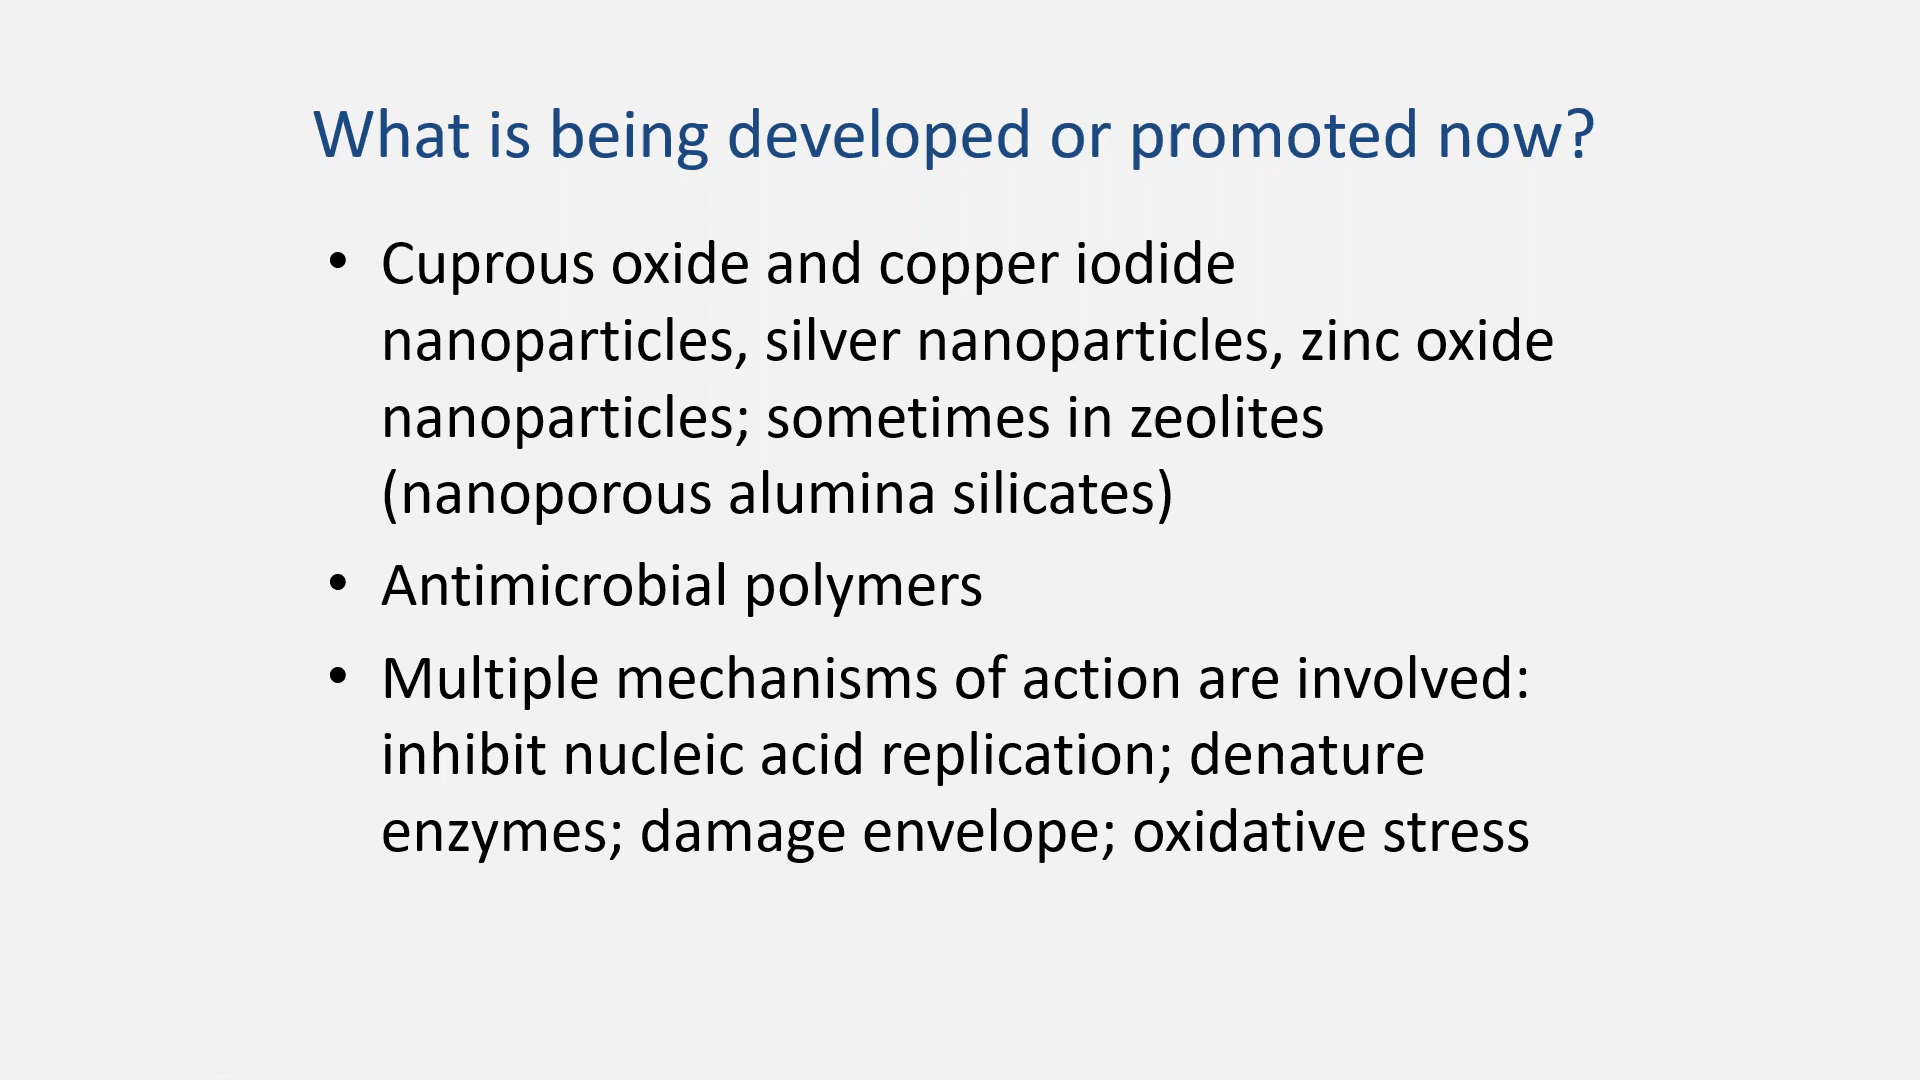 What is being developed or promoted now?
• Cuprous oxide and copper iodide
nanoparticles, silver nanoparticles, zinc oxide
nanoparticles; sometimes in zeolites
(nanoporous alumina silicates)
• Antimicrobial polymers
• Multiple mechanisms of action are involved:
inhibit nucleic acid replication; denature
enzymes; damage envelope; oxidative stress